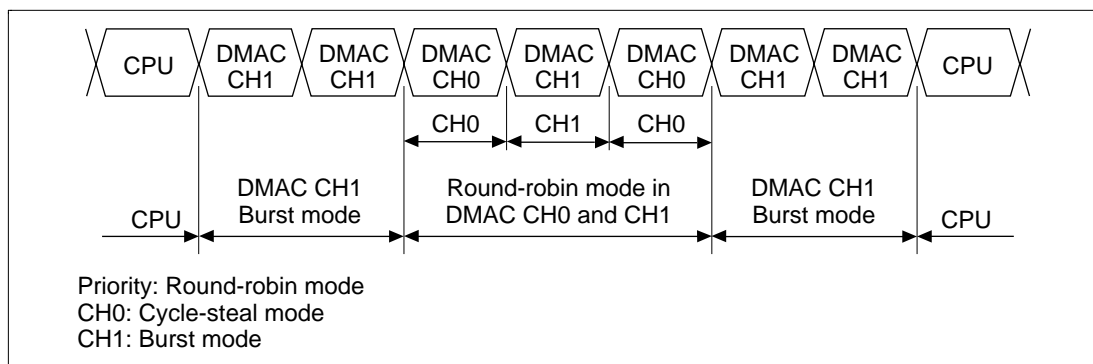 CPU
DMAC
CH1
DMAC
CH1
DMAC
CH0
DMAC
CH1
DMAC
CH0
DMAC
CH1
DMAC
CH1
CPU
CH0
CH1
CH0
CPU
DMAC CH1
Burst mode
Round-robin mode in
DMAC CH0 and CH1
DMAC CH1
Burst mode
CPU
Priority: Round-robin mode
CH0: Cycle-steal mode
CH1: Burst mode